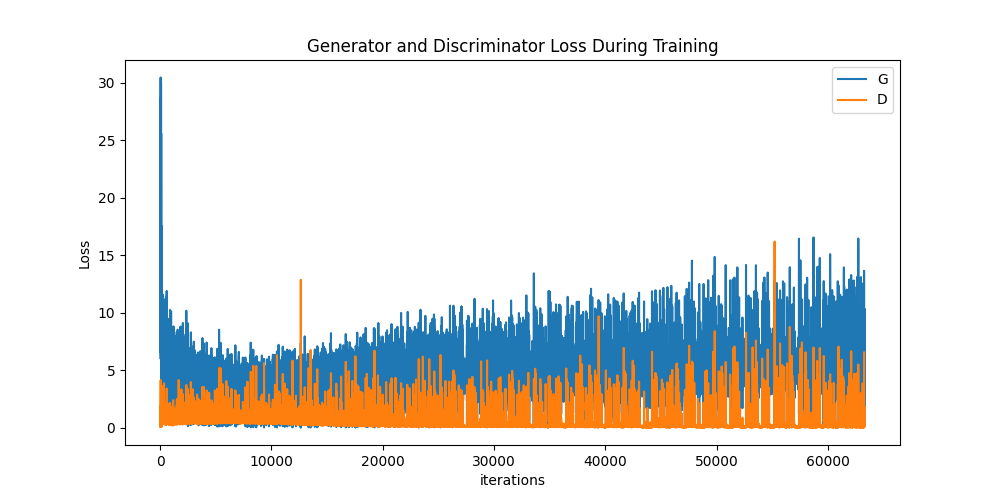 Generator and Discriminator Loss During Training
G
D
30
25
20
15
10
5
0
Loss
0 10000 20000 30000 40000 50000 60000
iterations